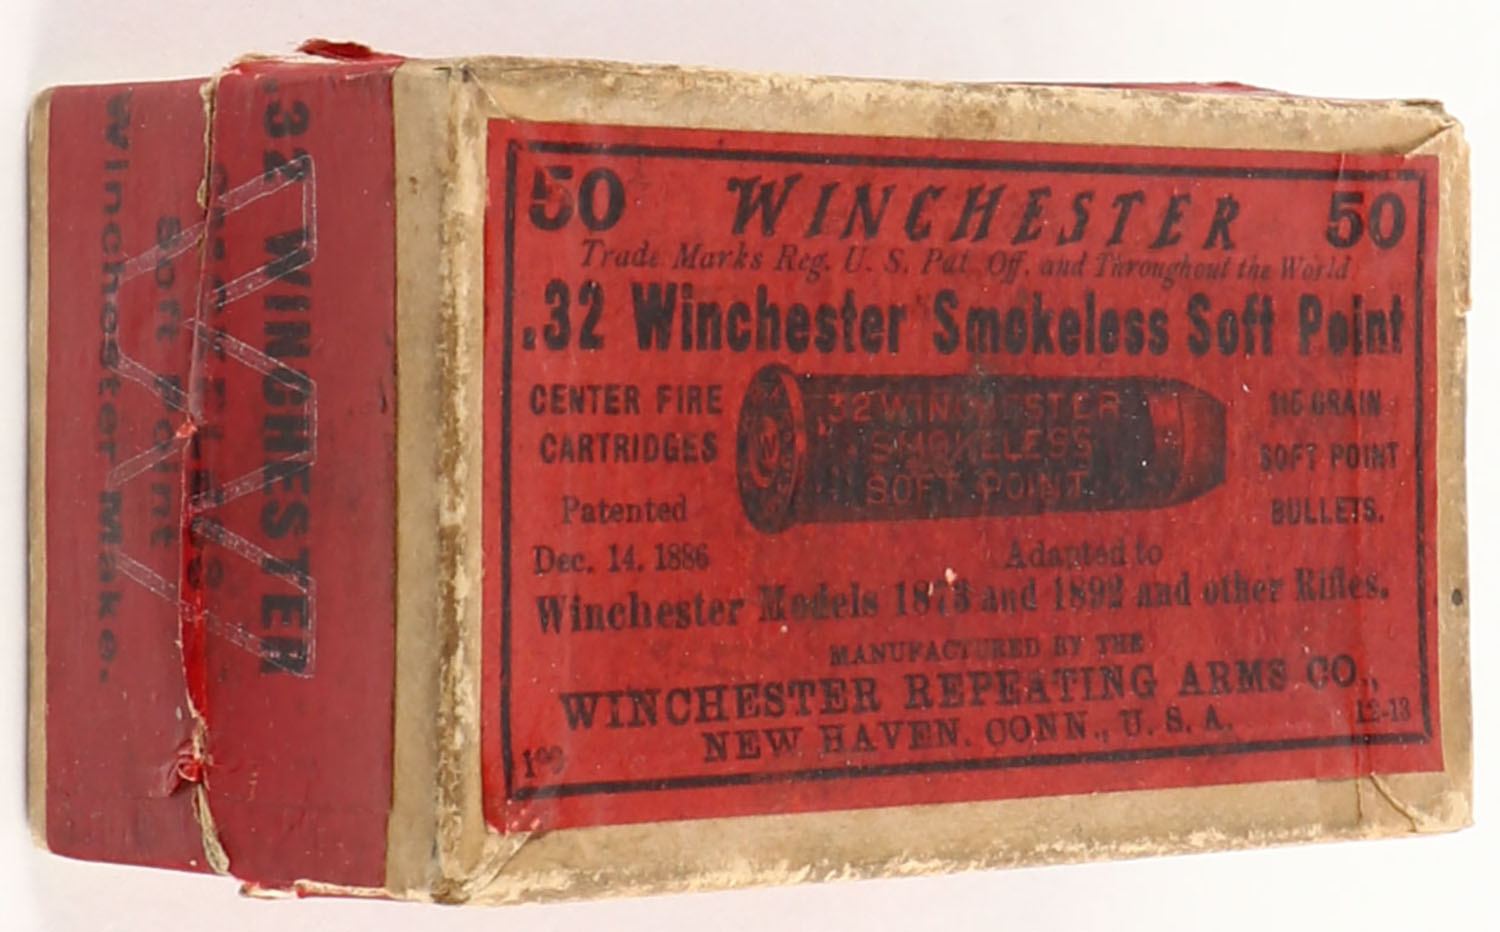 50 WINCHESTER 50
Trade Marks Reg. U. S. Pat. Off. and Throughout the World
.32 Winchester Smokeless Soft Point
CENTER FIRE
CARTRIDGES
Patented
Dec. 14. 1886
.32 WINCHESTER
SMOKELESS
SOFT POINT
W
115 GRAIN
SOFT POINT
BULLETS.
Adapted to
Winchester Models 1873 and 1892 and other Rifles.
MANUFACTURED BY THE
WINCHESTER REPEATING ARMS CO.,
NEW HAVEN, CONN., U. S. A.
12-13
.32 WINCHESTER
Soft Point
Winchester Make.
W